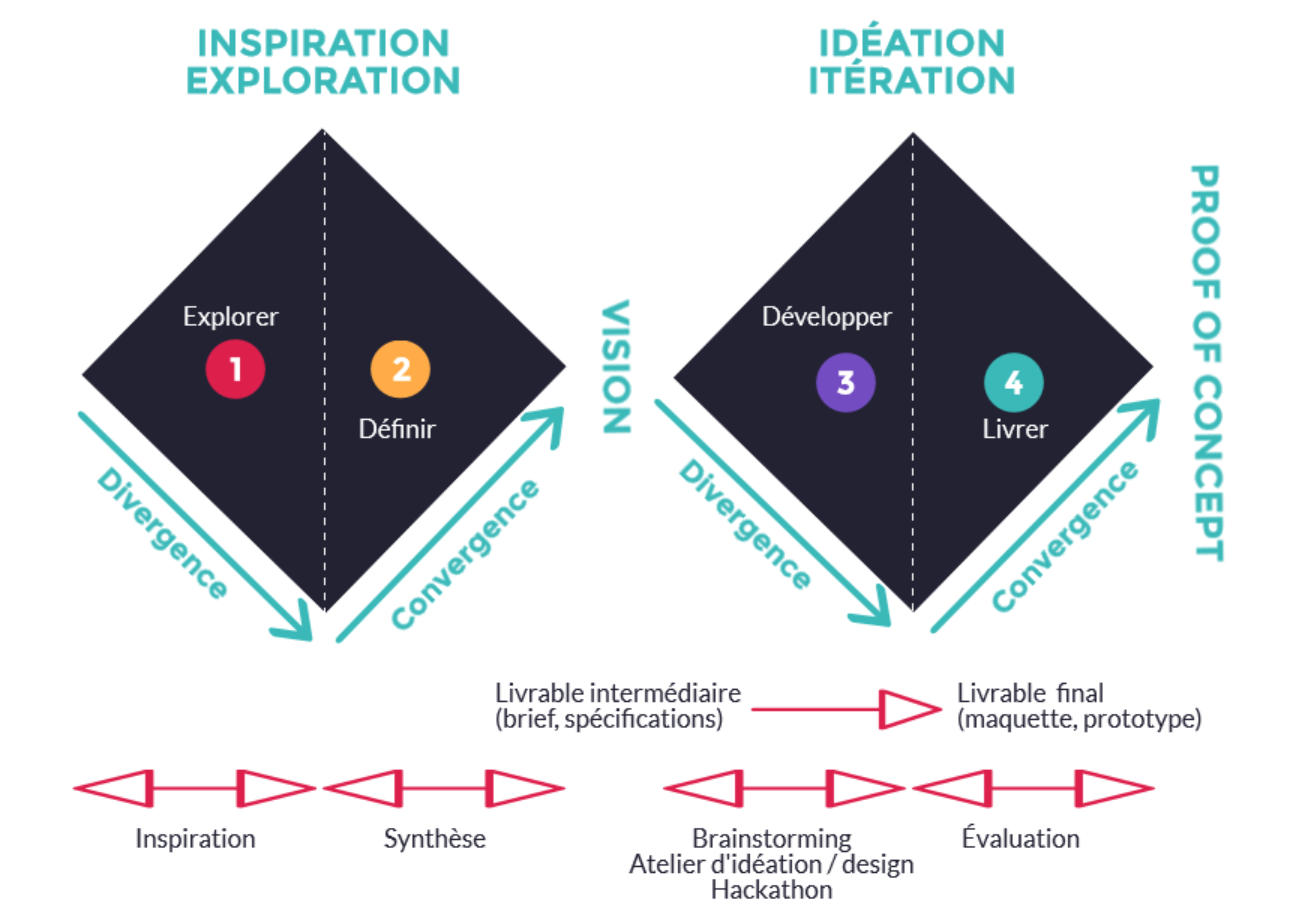 INSPIRATION
EXPLORATION
IDÉATION
ITÉRATION
Explorer
1
2
Définir
Divergence
Convergence
VISION
Développer
3
4
Livrer
Divergence
Convergence
PROOF OF CONCEPT
Livrable intermédiaire
(brief, spécifications)
Livrable final
(maquette, prototype)
Inspiration
Synthèse
Brainstorming
Atelier d'idéation / design
Hackathon
Évaluation